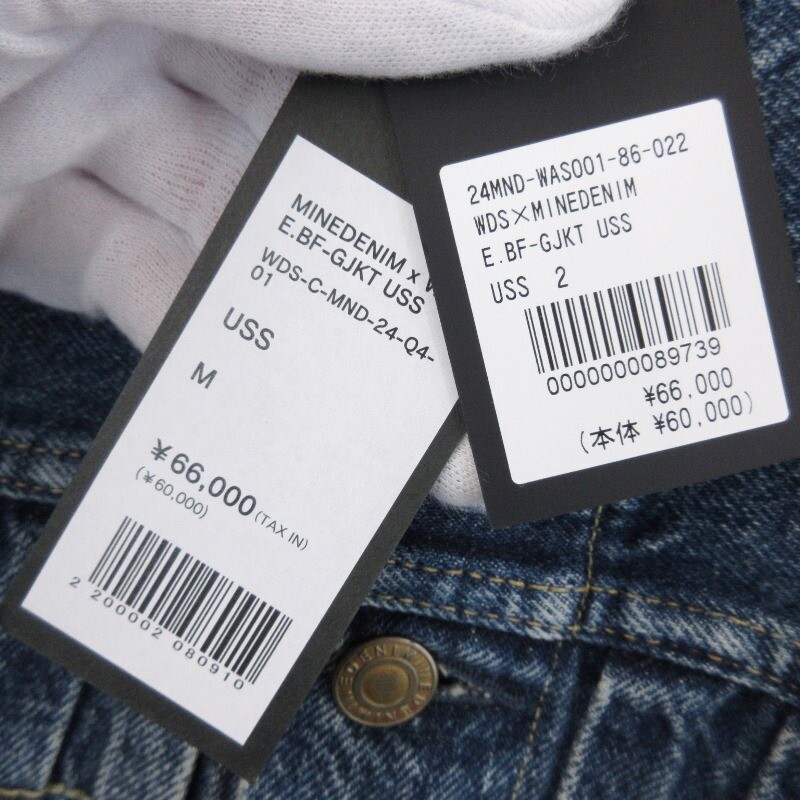 MINEDENIM x
E.BF-GJKT USS
WDS-C-MND-24-Q4-
01
USS
M
¥66,000 (TAX IN)
(¥60,000)
2 200002 080910
24MND-WAS001-86-022
WDS×MINEDENIM
E.BF-GJKT USS
USS 2
0000000089739
¥66,000
(本体 ¥60,000)